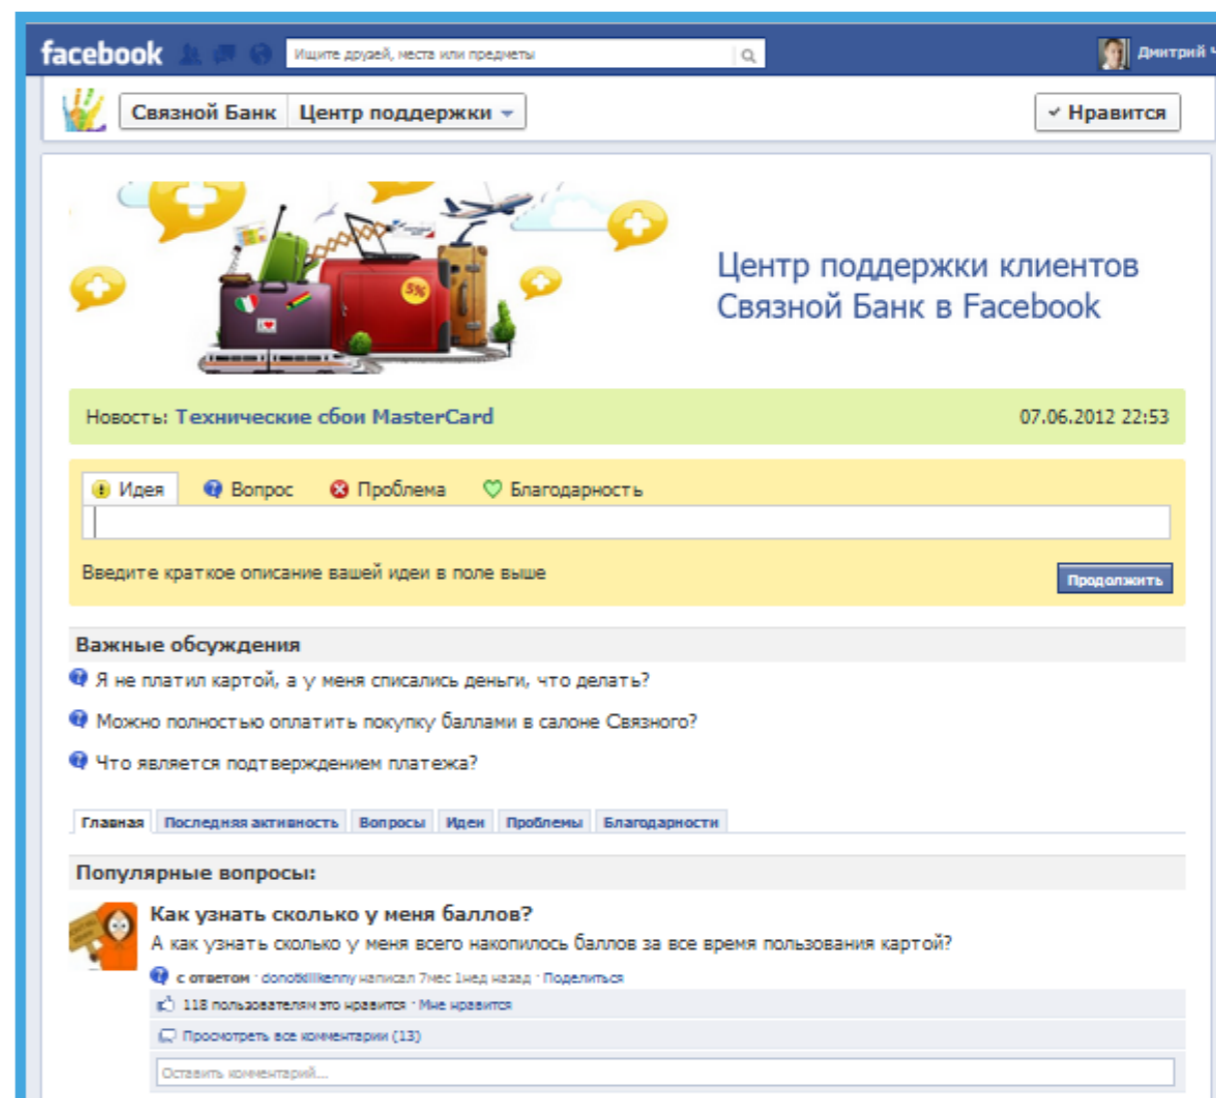 facebook
Ищите друзей, места или предметы
Дмитрий Ч
Связной Банк
Центр поддержки
Нравится
5%
Центр поддержки клиентов
Связной Банк в Facebook
Новость: Технические сбои MasterCard
07.06.2012 22:53
Идея
Вопрос
Проблема
Благодарность
Введите краткое описание вашей идеи в поле выше
Продолжить
Важные обсуждения
Я не платил картой, а у меня списались деньги, что делать?
Можно полностью оплатить покупку баллами в салоне Связного?
Что является подтверждением платежа?
Главная
Последняя активность
Вопросы
Идеи
Проблемы
Благодарности
Популярные вопросы:
Как узнать сколько у меня баллов?
А как узнать сколько у меня всего накопилось баллов за все время пользования картой?
с ответом · donotkillkenny написал 7мес 1нед назад · Поделиться
118 пользователям это нравится · Мне нравится
Просмотреть все комментарии (13)
Оставить комментарий...